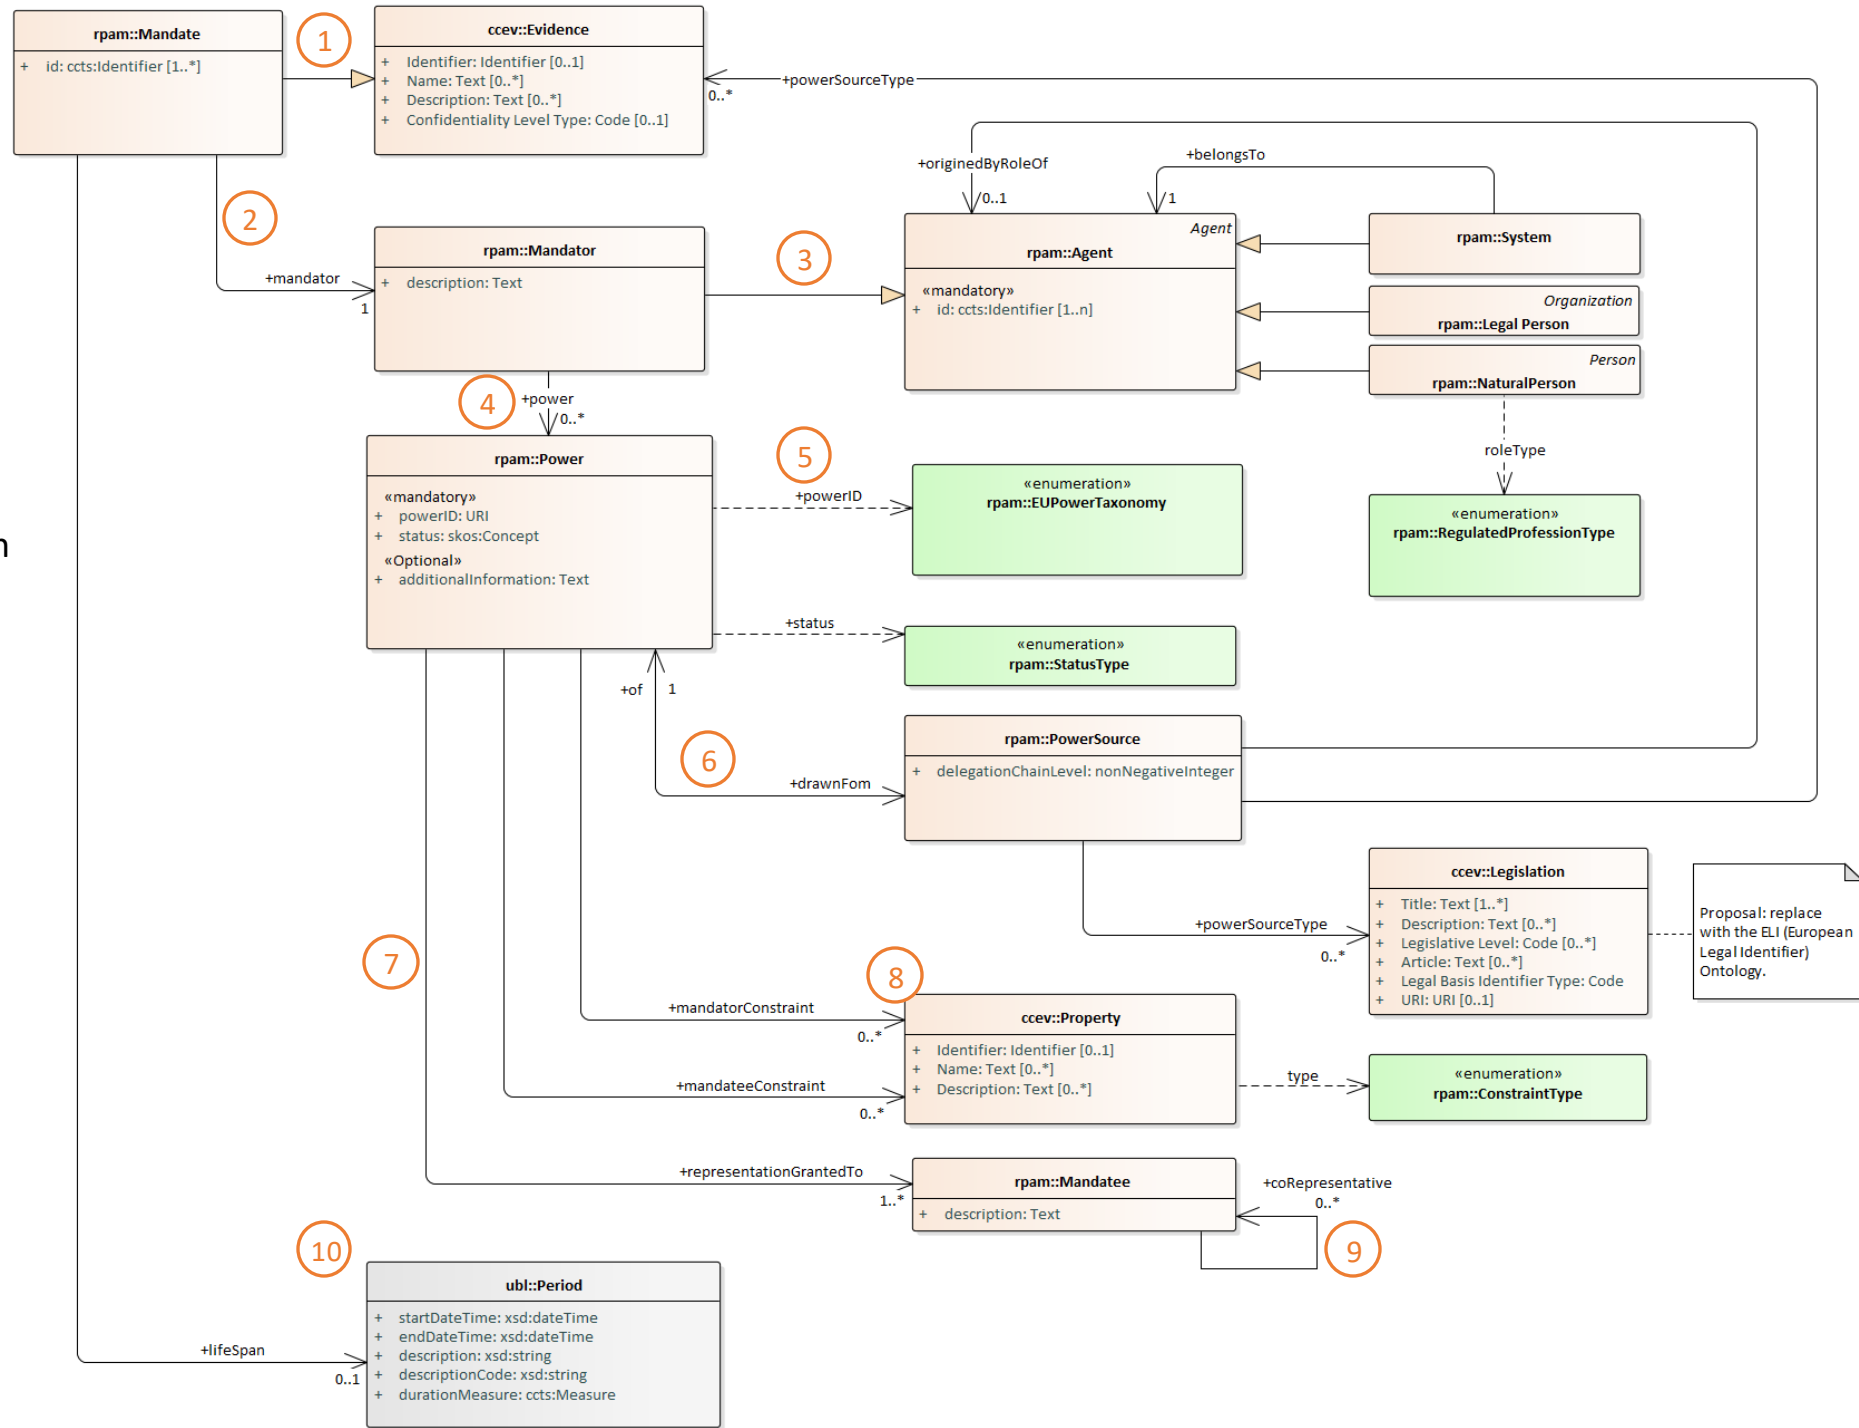 rpam::Mandate
+ id: ccts:Identifier [1..*]
1
ccev::Evidence
+ Identifier: Identifier [0..1]
+ Name: Text [0..*]
+ Description: Text [0..*]
+ Confidentiality Level Type: Code [0..1]
+powerSourceType
0..*
+originedByRoleOf
0..1
+belongsTo
1
2
+mandator
1
rpam::Mandator
+ description: Text
3
Agent
rpam::Agent
«mandatory»
+ id: ccts:Identifier [1..n]
rpam::System
Organization
rpam::Legal Person
Person
rpam::NaturalPerson
roleType
«enumeration»
rpam::RegulatedProfessionType
4
+power
0..*
rpam::Power
«mandatory»
+ powerID: URI
+ status: skos:Concept
«Optional»
+ additionalInformation: Text
n
5
+powerID
«enumeration»
rpam::EUPowerTaxonomy
+status
«enumeration»
rpam::StatusType
+of
1
6
+drawnFom
rpam::PowerSource
+ delegationChainLevel: nonNegativeInteger
+powerSourceType
0..*
ccev::Legislation
+ Title: Text [1..*]
+ Description: Text [0..*]
+ Legislative Level: Code [0..*]
+ Article: Text [0..*]
+ Legal Basis Identifier Type: Code
+ URI: URI [0..1]
Proposal: replace
with the ELI (European
Legal Identifier)
Ontology.
7
8
+mandatorConstraint
0..*
+mandateeConstraint
0..*
ccev::Property
+ Identifier: Identifier [0..1]
+ Name: Text [0..*]
+ Description: Text [0..*]
type
«enumeration»
rpam::ConstraintType
+representationGrantedTo
1..*
rpam::Mandatee
+ description: Text
+coRepresentative
0..*
9
10
+lifeSpan
0..1
ubl::Period
+ startDateTime: xsd:dateTime
+ endDateTime: xsd:dateTime
+ description: xsd:string
+ descriptionCode: xsd:string
+ durationMeasure: ccts:Measure